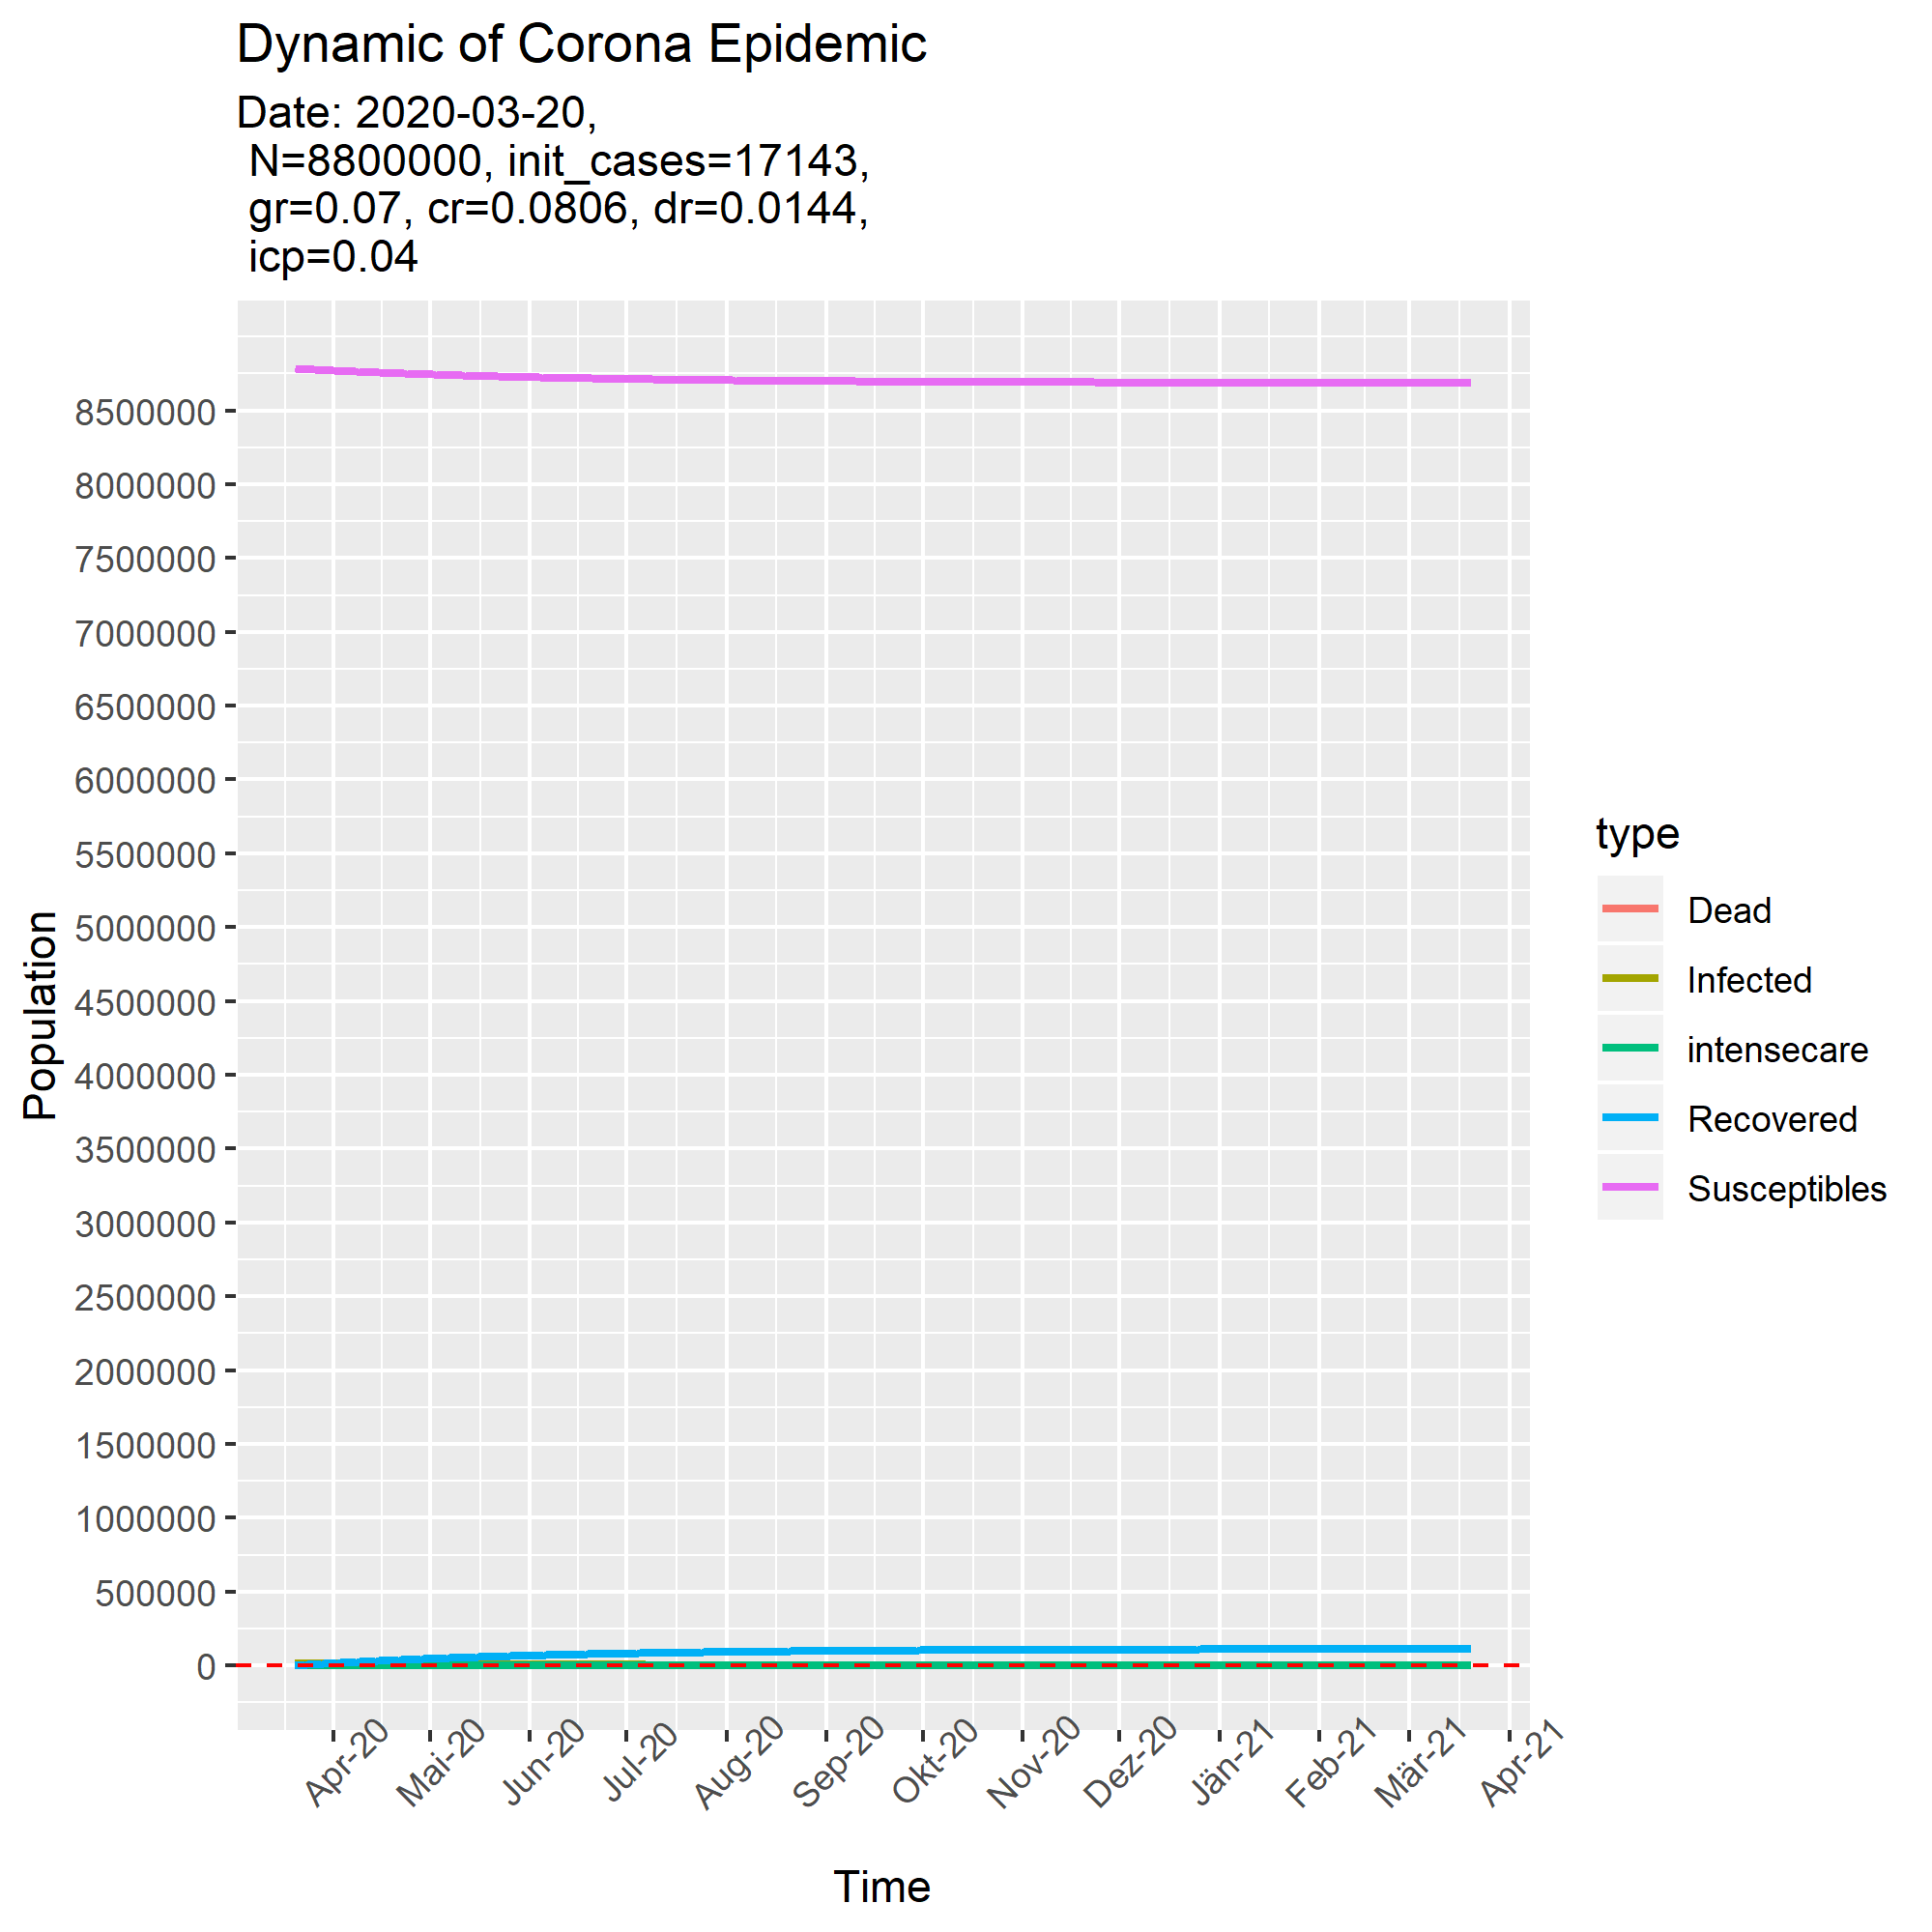 Dynamic of Corona Epidemic
Date: 2020-03-20,
N=8800000, init_cases=17143,
gr=0.07, cr=0.0806, dr=0.0144,
icp=0.04
Population
8500000
8000000
7500000
7000000
6500000
6000000
5500000
5000000
4500000
4000000
3500000
3000000
2500000
2000000
1500000
1000000
500000
0
Apr-20
Mai-20
Jun-20
Jul-20
Aug-20
Sep-20
Okt-20
Nov-20
Dez-20
Jän-21
Feb-21
Mär-21
Apr-21
Time
type
Dead
Infected
intensecare
Recovered
Susceptibles